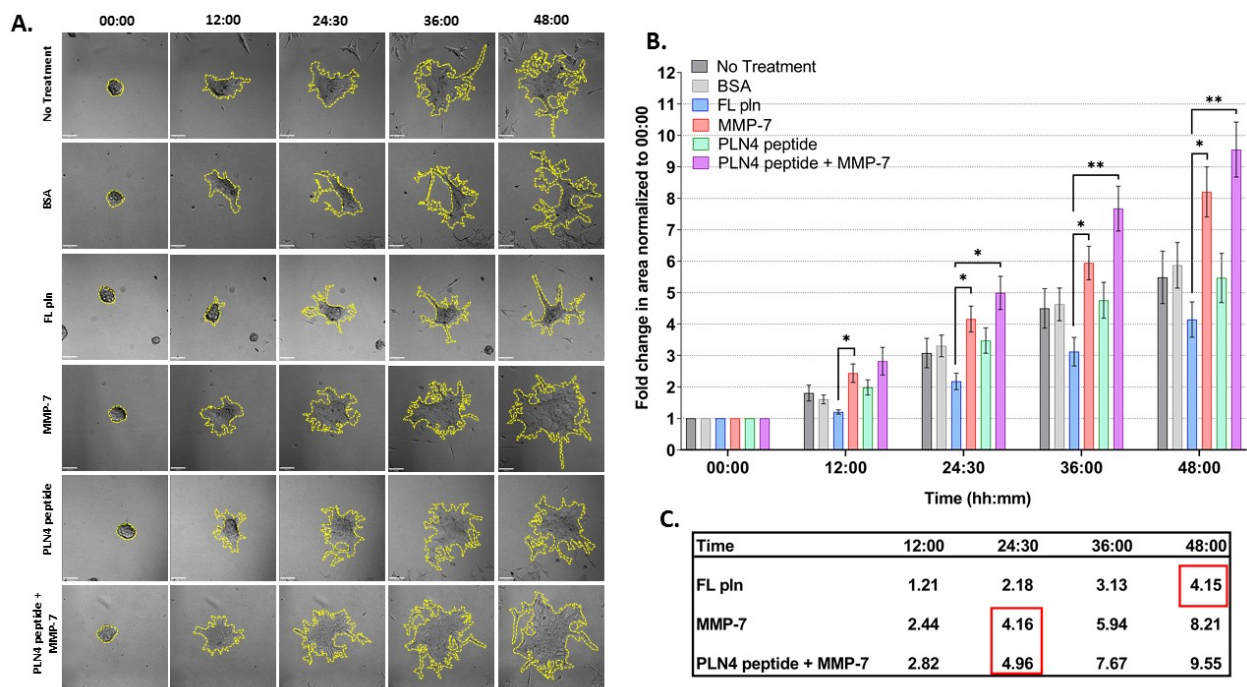 A.
00:00 12:00 24:30 36:00 48:00
No Treatment
BSA
FL pln
MMP-7
PLN4 peptide
PLN4 peptide +
MMP-7
B.
No Treatment
BSA
FL pln
MMP-7
PLN4 peptide
PLN4 peptide + MMP-7
Fold change in area normalized to 00:00
12
11
10
9
8
7
6
5
4
3
2
1
0
*
*
*
*
**
*
**
00:00 12:00 24:30 36:00 48:00
Time (hh:mm)
C.
Time 12:00 24:30 36:00 48:00
FL pln 1.21 2.18 3.13 4.15
MMP-7 2.44 4.16 5.94 8.21
PLN4 peptide + MMP-7 2.82 4.96 7.67 9.55